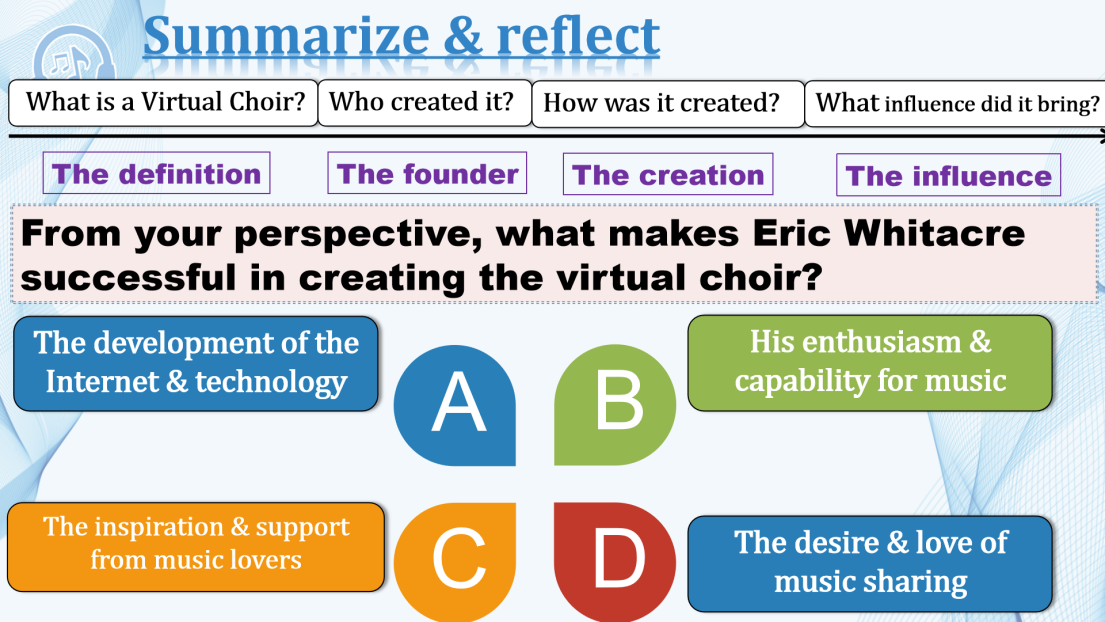 Summarize & reflect
What is a Virtual Choir?
Who created it?
How was it created?
What influence did it bring?
The definition
The founder
The creation
The influence
From your perspective, what makes Eric Whitacre
successful in creating the virtual choir?
The development of the
Internet & technology
A
B
His enthusiasm &
capability for music
The inspiration & support
from music lovers
C
D
The desire & love of
music sharing